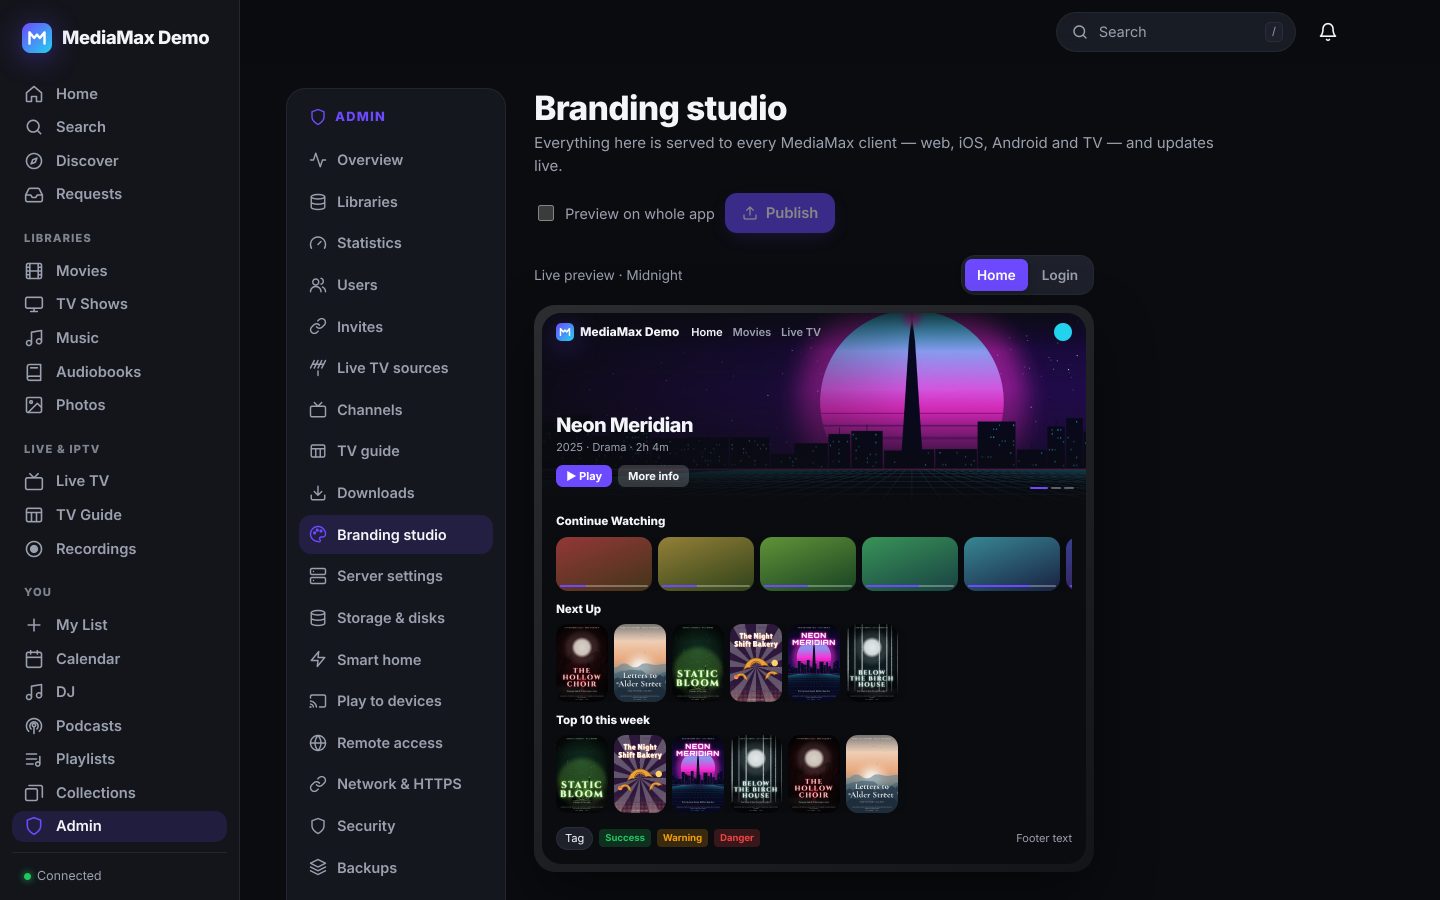 MediaMax Demo
Home
Search
Discover
Requests
LIBRARIES
Movies
TV Shows
Music
Audiobooks
Photos
LIVE & IPTV
Live TV
TV Guide
Recordings
YOU
My List
Calendar
DJ
Podcasts
Playlists
Collections
Admin
Connected
Search /
ADMIN
Overview
Libraries
Statistics
Users
Invites
Live TV sources
Channels
TV guide
Downloads
Branding studio
Server settings
Storage & disks
Smart home
Play to devices
Remote access
Network & HTTPS
Security
Backups
Branding studio
Everything here is served to every MediaMax client — web, iOS, Android and TV — and updates
live.
Preview on whole app
Publish
Live preview · Midnight
Home Login
MediaMax Demo Home Movies Live TV
Neon Meridian
2025 · Drama · 2h 4m
Play
More info
Continue Watching
Next Up
THE
HOLLOW
CHOIR
Letters to
Alder Street
STATIC
BLOOM
The Night
Shift Bakery
NEON
MERIDIAN
BELOW
THE BIRCH
HOUSE
Top 10 this week
STATIC
BLOOM
The Night
Shift Bakery
NEON
MERIDIAN
BELOW
THE BIRCH
HOUSE
THE
HOLLOW
CHOIR
Letters to
Alder Street
Tag Success Warning Danger
Footer text